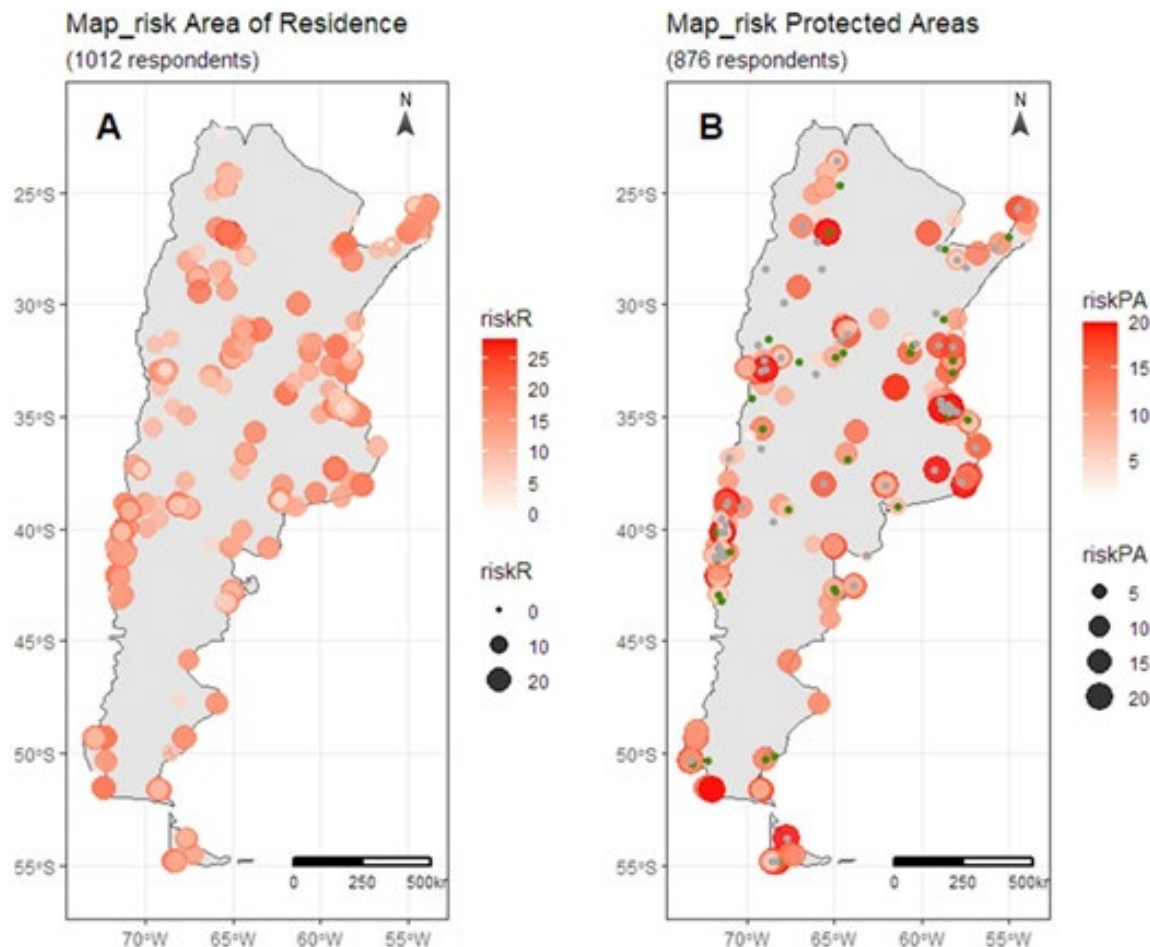 Map_risk Area of Residence
(1012 respondents)
A
N
25°S
30°S
35°S
40°S
45°S
50°S
55°S
70°W
65°W
60°W
55°W
0
250
500km
riskR
25
20
15
10
5
0
riskR
0
10
20
Map_risk Protected Areas
(876 respondents)
B
N
25°S
30°S
35°S
40°S
45°S
50°S
55°S
70°W
65°W
60°W
55°W
0
250
500km
riskPA
20
15
10
5
riskPA
5
10
15
20